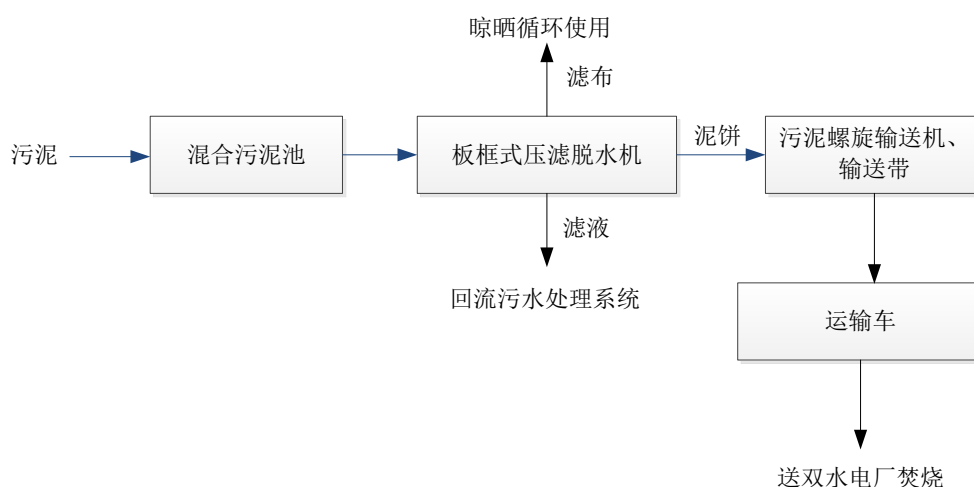 晾晒循环使用
滤布
污泥
混合污泥池
板框式压滤脱水机
泥饼
污泥螺旋输送机、
输送带
滤液
回流污水处理系统
运输车
送双水电厂焚烧